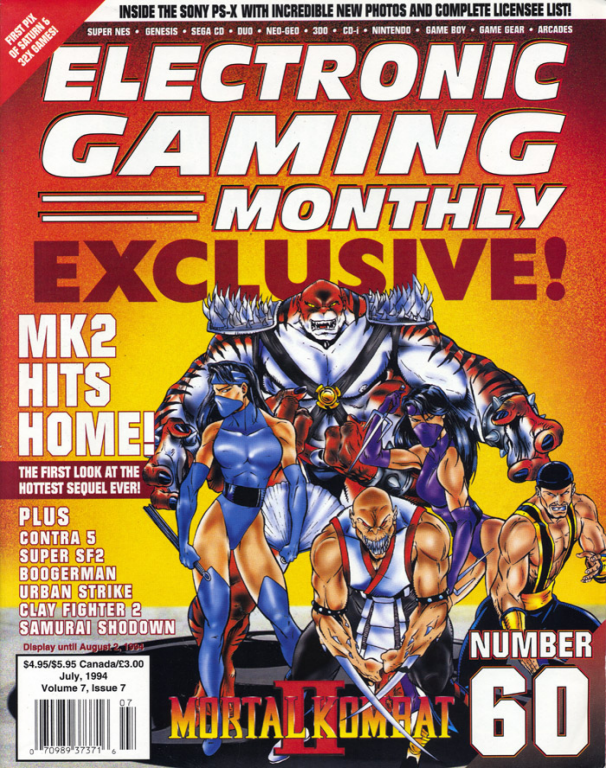 FIRST PIX
OF SATURN &
32X GAMES!
INSIDE THE SONY PS-X WITH INCREDIBLE NEW PHOTOS AND COMPLETE LICENSEE LIST!
SUPER NES • GENESIS • SEGA CD • DUO • NEO-GEO • 3DO • CD-i • NINTENDO • GAME BOY • GAME GEAR • ARCADES
ELECTRONIC
GAMING
MONTHLY
EXCLUSIVE!
MK2
HITS
HOME!
THE FIRST LOOK AT THE
HOTTEST SEQUEL EVER!
PLUS
CONTRA 5
SUPER SF2
BOOGERMAN
URBAN STRIKE
CLAY FIGHTER 2
SAMURAI SHODOWN
Display until August 2, 1994
$4.95/$5.95 Canada/£3.00
July, 1994
Volume 7, Issue 7
07
0 70989 37371 6
MORTAL KOMBAT
II
NUMBER
60